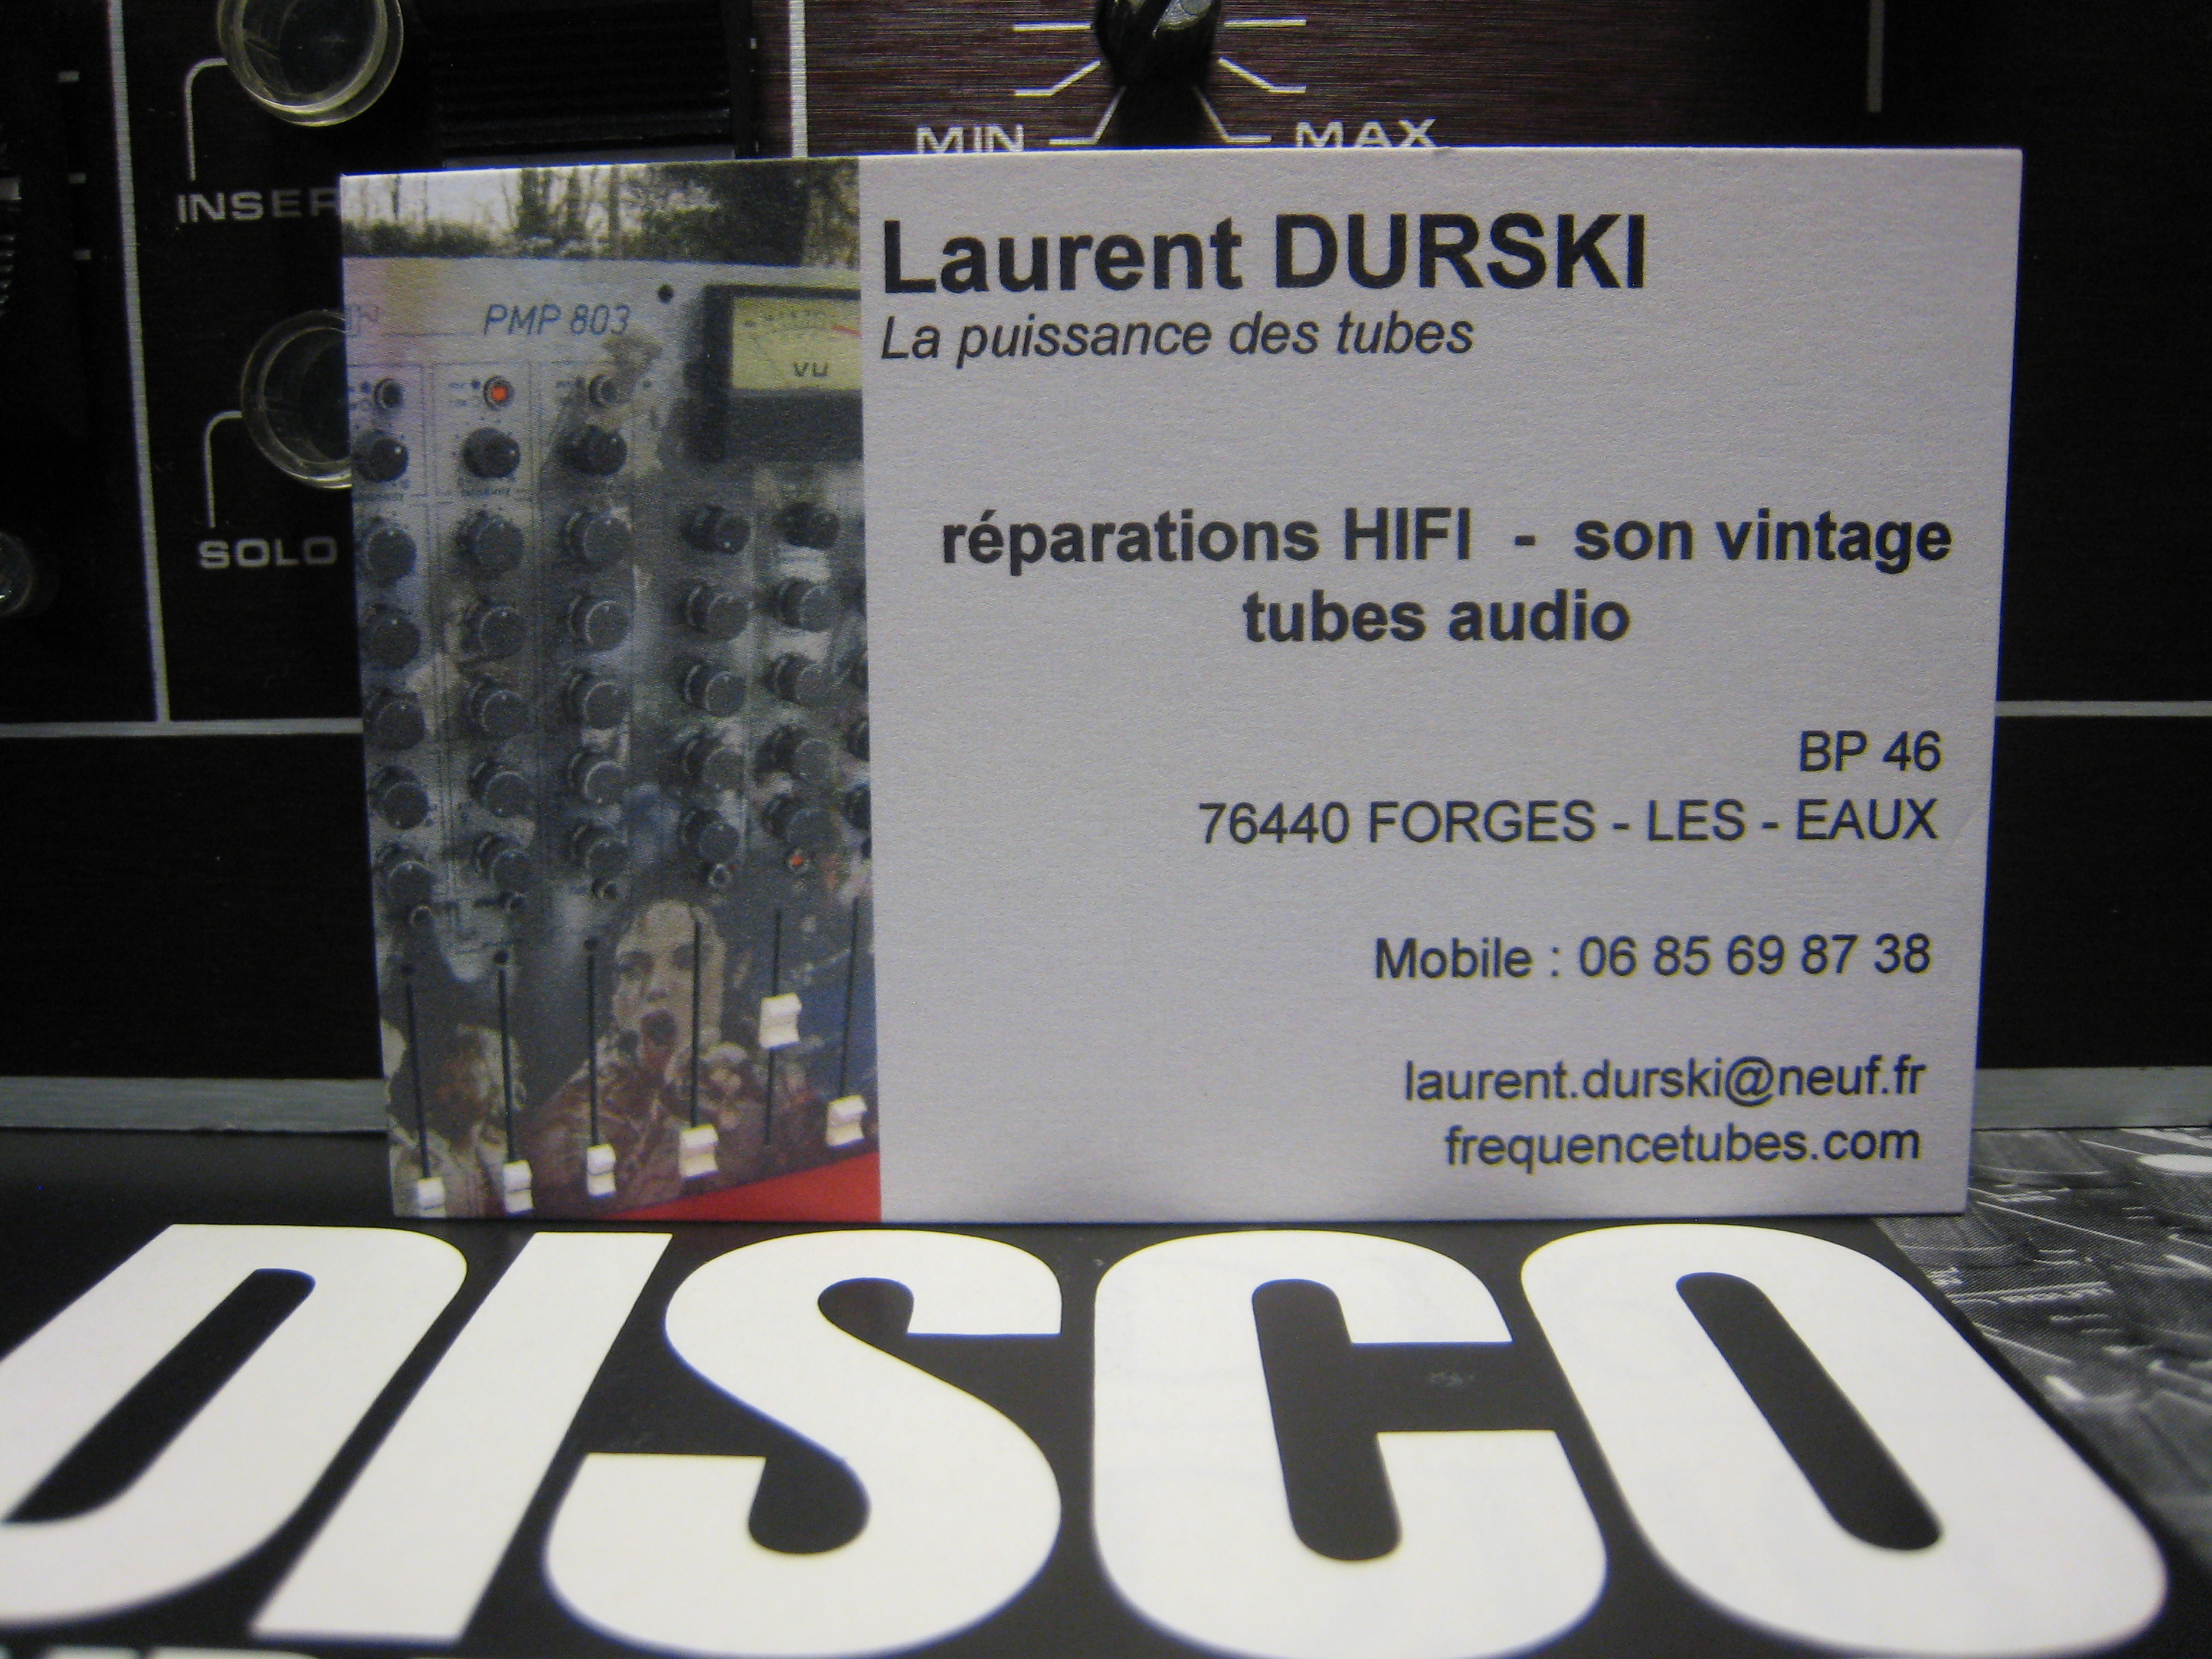 MIN MAX
INSER
SOLO
PMP 803
VU
Laurent DURSKI
La puissance des tubes
réparations HIFI - son vintage
tubes audio
BP 46
76440 FORGES - LES - EAUX
Mobile : 06 85 69 87 38
laurent.durski@neuf.fr
frequencetubes.com
DISCO